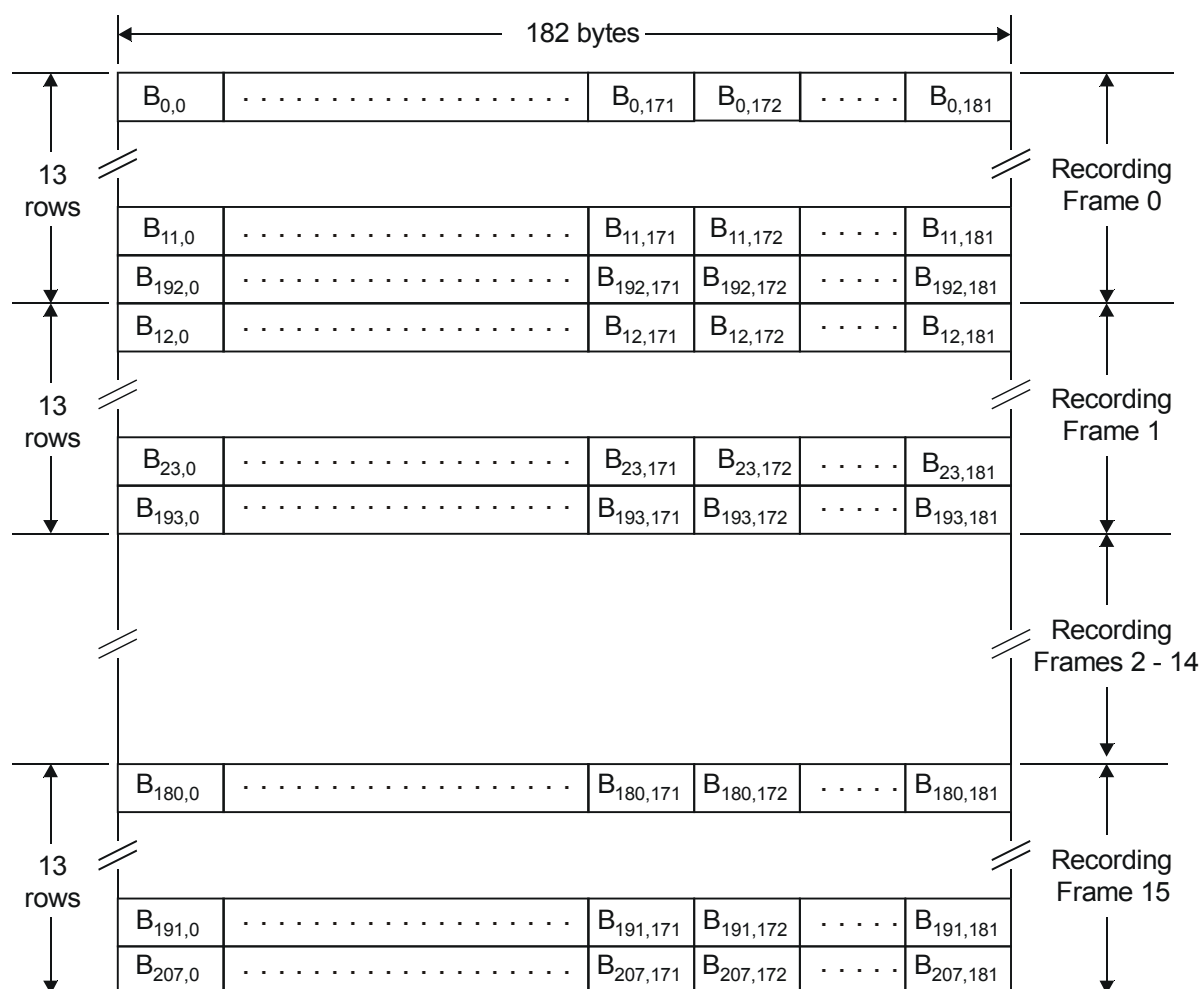 182 bytes
B0,0 . . . . . . . . . . . . . . . . . . . B0,171 B0,172 . . . . . B0,181
13
rows
Recording
Frame 0
B11,0 . . . . . . . . . . . . . . . . . . . B11,171 B11,172 . . . . . B11,181
B192,0 . . . . . . . . . . . . . . . . . . . B192,171 B192,172 . . . . . B192,181
B12,0 . . . . . . . . . . . . . . . . . . . B12,171 B12,172 . . . . . B12,181
13
rows
Recording
Frame 1
B23,0 . . . . . . . . . . . . . . . . . . . B23,171 B23,172 . . . . . B23,181
B193,0 . . . . . . . . . . . . . . . . . . . B193,171 B193,172 . . . . . B193,181
Recording
Frames 2 - 14
B180,0 . . . . . . . . . . . . . . . . . . . B180,171 B180,172 . . . . . B180,181
13
rows
Recording
Frame 15
B191,0 . . . . . . . . . . . . . . . . . . . B191,171 B191,172 . . . . . B191,181
B207,0 . . . . . . . . . . . . . . . . . . . B207,171 B207,172 . . . . . B207,181